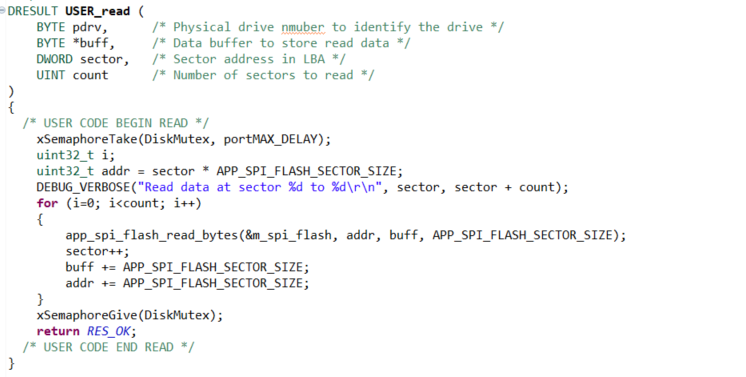 DRESULT USER_read (
BYTE pdrv, /* Physical drive nmuber to identify the drive */
BYTE *buff, /* Data buffer to store read data */
DWORD sector, /* Sector address in LBA */
UINT count /* Number of sectors to read */
)
{
/* USER CODE BEGIN READ */
xSemaphoreTake(DiskMutex, portMAX_DELAY);
uint32_t i;
uint32_t addr = sector * APP_SPI_FLASH_SECTOR_SIZE;
DEBUG_VERBOSE("Read data at sector %d to %d\r\n", sector, sector + count);
for (i=0; i<count; i++)
{
app_spi_flash_read_bytes(&m_spi_flash, addr, buff, APP_SPI_FLASH_SECTOR_SIZE);
sector++;
buff += APP_SPI_FLASH_SECTOR_SIZE;
addr += APP_SPI_FLASH_SECTOR_SIZE;
}
xSemaphoreGive(DiskMutex);
return RES_OK;
/* USER CODE END READ */
}